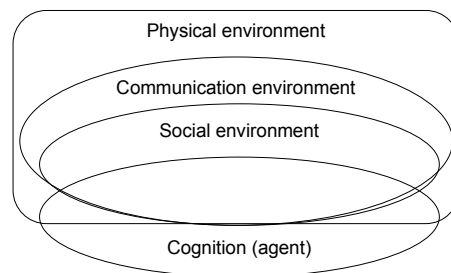 Physical environment
Communication environment
Social environment
Cognition (agent)